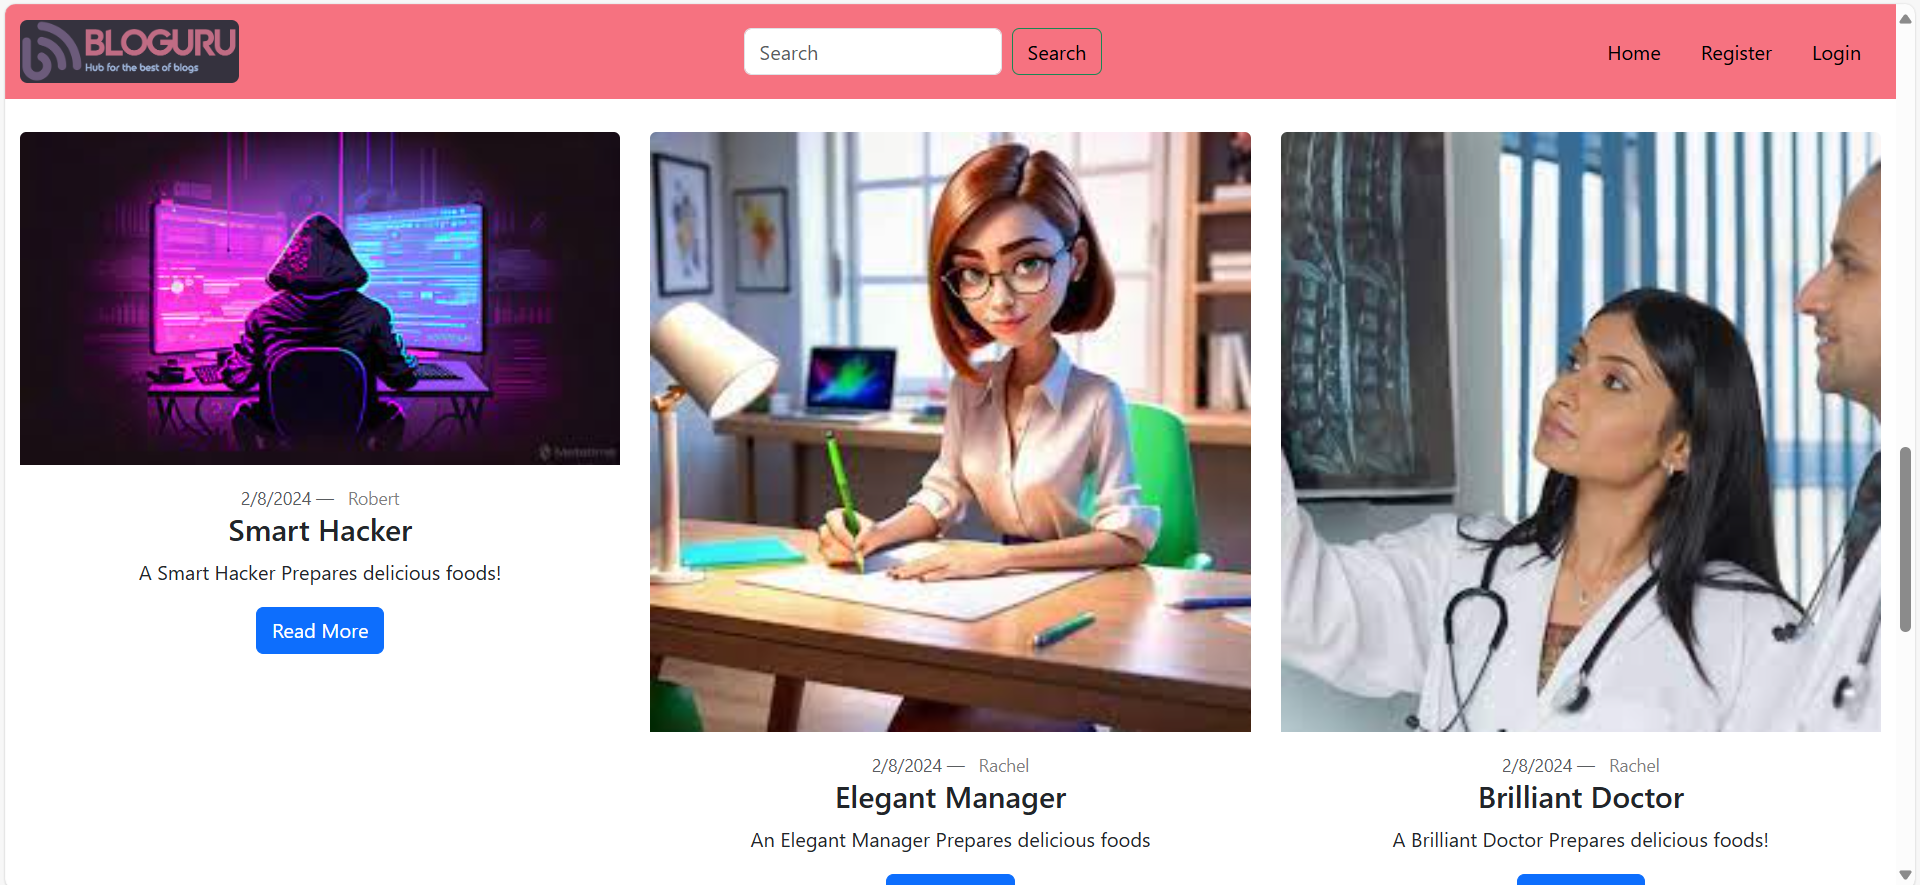 BLOGURU
Hub for the best of blogs
Search
Search
Home
Register
Login
2/8/2024 — Robert
Smart Hacker
A Smart Hacker Prepares delicious foods!
Read More
2/8/2024 — Rachel
Elegant Manager
An Elegant Manager Prepares delicious foods
2/8/2024 — Rachel
Brilliant Doctor
A Brilliant Doctor Prepares delicious foods!